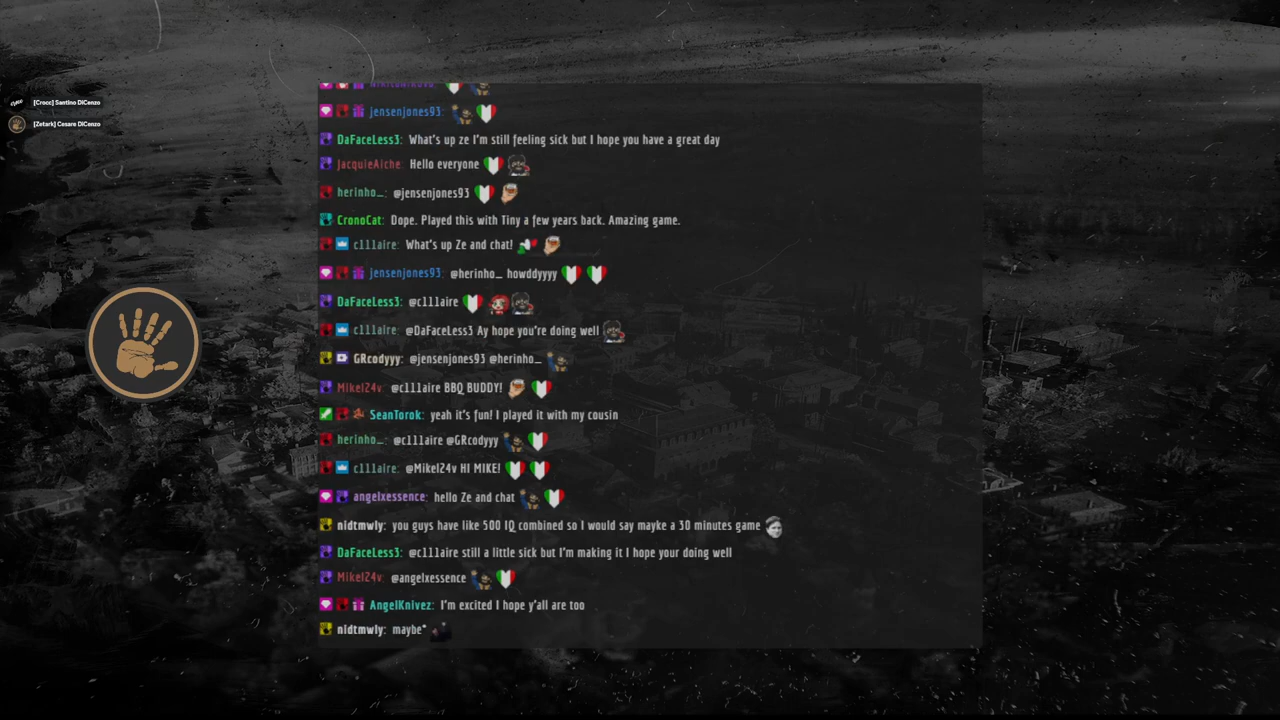 [Crocc] Santino DiCenzo
[Zetark] Cesare DiCenzo
jensenjones93:
DaFaceLess3: What's up ze I'm still feeling sick but I hope you have a great day
JacquieAiche: Hello everyone
herinho_: @jensenjones93
CronoCat: Dope. Played this with Tiny a few years back. Amazing game.
c111aire: What's up Ze and chat!
jensenjones93: @herinho_ howddyyyy
DaFaceLess3: @c111aire
c111aire: @DaFaceLess3 Ay hope you're doing well
GRcodyyy: @jensenjones93 @herinho_
Mikel24v: @c111aire BBQ BUDDY!
SeanTorok: yeah it's fun! I played it with my cousin
herinho_: @c111aire @GRcodyyy
c111aire: @Mikel24v HI MIKE!
angelxessence: hello Ze and chat
nidtmwly: you guys have like 500 IQ combined so I would say mayke a 30 minutes game
DaFaceLess3: @c111aire still a little sick but I'm making it I hope your doing well
Mikel24v: @angelxessence
AngelKnivez: I'm excited I hope y'all are too
nidtmwly: maybe*